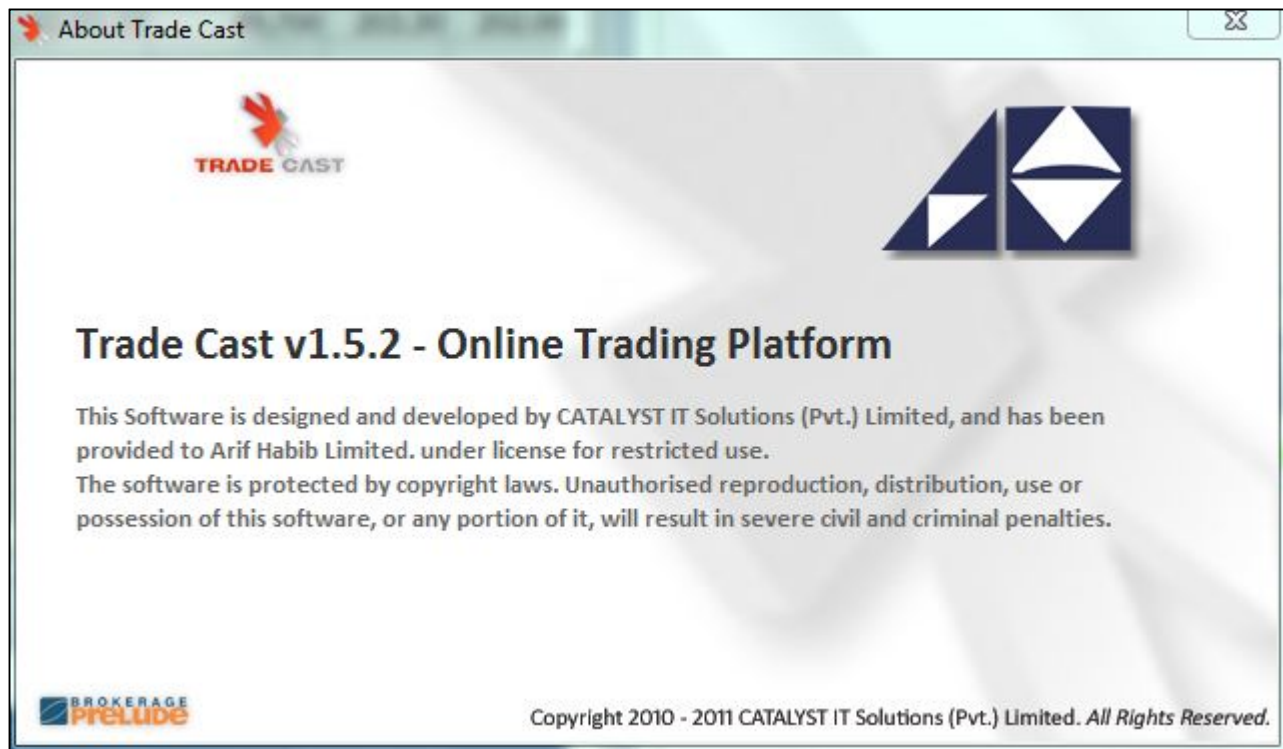 About Trade Cast
TRADE CAST
Trade Cast v1.5.2 - Online Trading Platform
This Software is designed and developed by CATALYST IT Solutions (Pvt.) Limited, and has been
provided to Arif Habib Limited. under license for restricted use.
The software is protected by copyright laws. Unauthorised reproduction, distribution, use or
possession of this software, or any portion of it, will result in severe civil and criminal penalties.
BROKERAGE
PRELUDE
Copyright 2010 - 2011 CATALYST IT Solutions (Pvt.) Limited. All Rights Reserved.